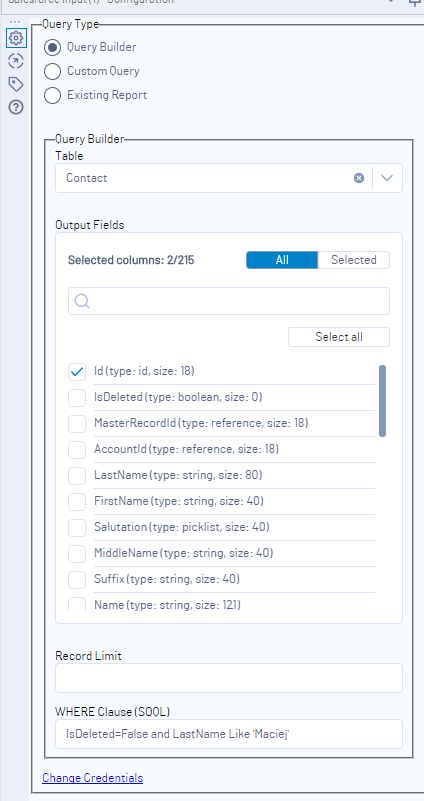 Salesforce Input (1) - Configuration
Query Type
Query Builder
Custom Query
Existing Report
Query Builder
Table
Contact
Output Fields
Selected columns: 2/215
All
Selected
Select all
Id (type: id, size: 18)
IsDeleted (type: boolean, size: 0)
MasterRecordId (type: reference, size: 18)
AccountId (type: reference, size: 18)
LastName (type: string, size: 80)
FirstName (type: string, size: 40)
Salutation (type: picklist, size: 40)
MiddleName (type: string, size: 40)
Suffix (type: string, size: 40)
Name (type: string, size: 121)
Record Limit
WHERE Clause (SOQL)
IsDeleted=False and LastName Like 'Maciej'
Change Credentials